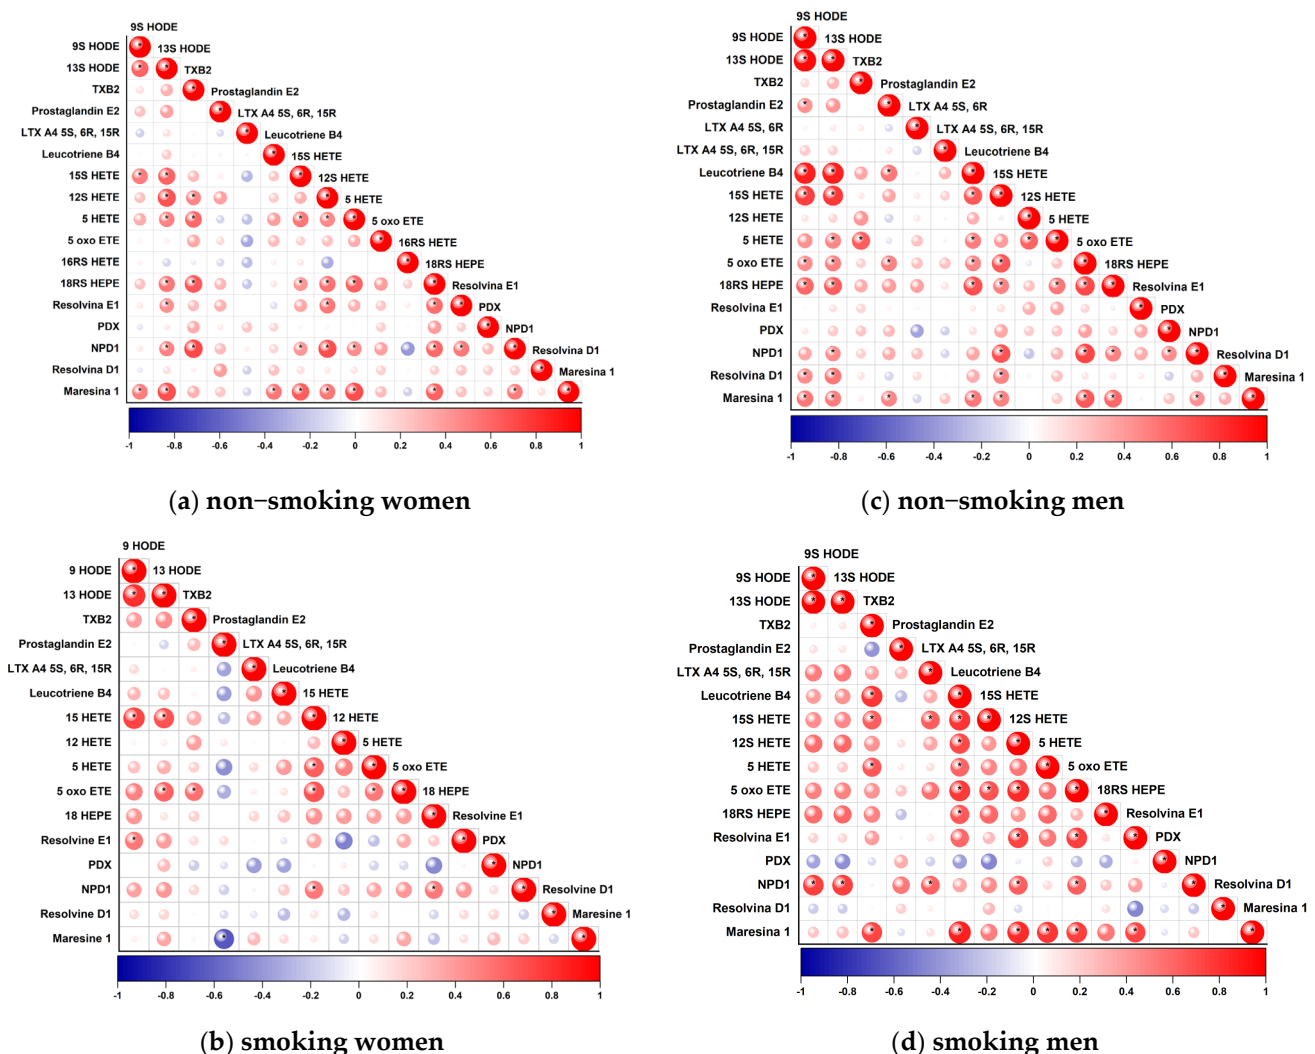 9S HODE
9S HODE 13S HODE
13S HODE TXB2
TXB2 Prostaglandin E2
Prostaglandin E2 LTX A4 5S, 6R, 15R
LTX A4 5S, 6R, 15R Leucotriene B4
Leucotriene B4 15S HETE
15S HETE 12S HETE
12S HETE 5 HETE
5 HETE 5 oxo ETE
5 oxo ETE 16RS HETE
16RS HETE 18RS HEPE
18RS HEPE Resolvina E1
Resolvina E1 PDX
PDX NPD1
NPD1 Resolvina D1
Resolvina D1 Maresina 1
Maresina 1
-1 -0.8 -0.6 -0.4 -0.2 0 0.2 0.4 0.6 0.8 1
(a) non−smoking women
9S HODE
9S HODE 13S HODE
13S HODE TXB2
TXB2 Prostaglandin E2
Prostaglandin E2 LTX A4 5S, 6R
LTX A4 5S, 6R LTX A4 5S, 6R, 15R
LTX A4 5S, 6R, 15R Leucotriene B4
Leucotriene B4 15S HETE
15S HETE 12S HETE
12S HETE 5 HETE
5 HETE 5 oxo ETE
5 oxo ETE 18RS HEPE
18RS HEPE Resolvina E1
Resolvina E1 PDX
PDX NPD1
NPD1 Resolvina D1
Resolvina D1 Maresina 1
Maresina 1
-1 -0.8 -0.6 -0.4 -0.2 0 0.2 0.4 0.6 0.8 1
(c) non−smoking men
9 HODE
9 HODE 13 HODE
13 HODE TXB2
TXB2 Prostaglandin E2
Prostaglandin E2 LTX A4 5S, 6R, 15R
LTX A4 5S, 6R, 15R Leucotriene B4
Leucotriene B4 15 HETE
15 HETE 12 HETE
12 HETE 5 HETE
5 HETE 5 oxo ETE
5 oxo ETE 18 HEPE
18 HEPE Resolvine E1
Resolvine E1 PDX
PDX NPD1
NPD1 Resolvine D1
Resolvine D1 Maresine 1
Maresine 1
-1 -0.8 -0.6 -0.4 -0.2 0 0.2 0.4 0.6 0.8 1
(b) smoking women
9S HODE
9S HODE 13S HODE
13S HODE TXB2
TXB2 Prostaglandin E2
Prostaglandin E2 LTX A4 5S, 6R, 15R
LTX A4 5S, 6R, 15R Leucotriene B4
Leucotriene B4 15S HETE
15S HETE 12S HETE
12S HETE 5 HETE
5 HETE 5 oxo ETE
5 oxo ETE 18RS HEPE
18RS HEPE Resolvina E1
Resolvina E1 PDX
PDX NPD1
NPD1 Resolvina D1
Resolvina D1 Maresina 1
Maresina 1
-1 -0.8 -0.6 -0.4 -0.2 0 0.2 0.4 0.6 0.8 1
(d) smoking men